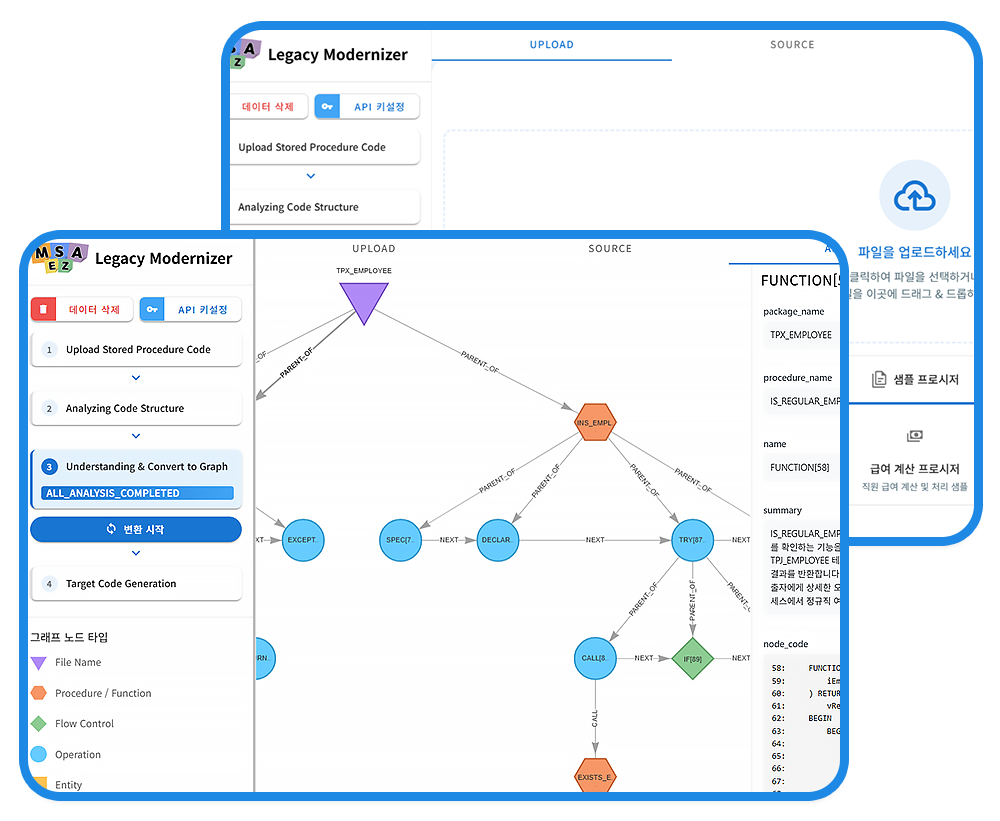 A
Z
Legacy Modernizer
UPLOAD
SOURCE
데이터 삭제
API 키설정
Upload Stored Procedure Code
Analyzing Code Structure
파일을 업로드하세요
클릭하여 파일을 선택하거나
이곳에 드래그 & 드롭하
샘플 프로시저
급여 계산 프로시저
직원 급여 계산 및 처리 샘플
MSA
EZ
Legacy Modernizer
데이터 삭제
API 키설정
1 Upload Stored Procedure Code
2 Analyzing Code Structure
3 Understanding & Convert to Graph
ALL_ANALYSIS_COMPLETED
변환 시작
4 Target Code Generation
그래프 노드 타입
File Name
Procedure / Function
Flow Control
Operation
Entity
UPLOAD
SOURCE
TPX_EMPLOYEE
_OF
PARENT_OF
PARENT_OF
INS_EMPL
PARENT_OF
PARENT_OF
PARENT_OF
PARENT_OF
XT
EXCEPT..
SPEC[7..
NEXT
DECLAR..
NEXT
TRY[87..
NEXT
PARENT_OF
PARENT_OF
PARENT_O
RN..
CALL[8..
NEXT
IF[89]
NEXT
CALL
EXISTS_E..
FUNCTION[5
package_name
TPX_EMPLOYEE
procedure_name
IS_REGULAR_EMP
name
FUNCTION[58]
summary
IS_REGULAR_EMP
를 확인하는 기능을
TPJ_EMPLOYEE 테
결과를 반환합니다
출자에게 상세한 오
세스에서 정규직 여
node_code
58: FUNCTIO
59: iEm
60: ) RETUR
61: vRe
62: BEGIN
63: BEG
64:
65:
66:
67: